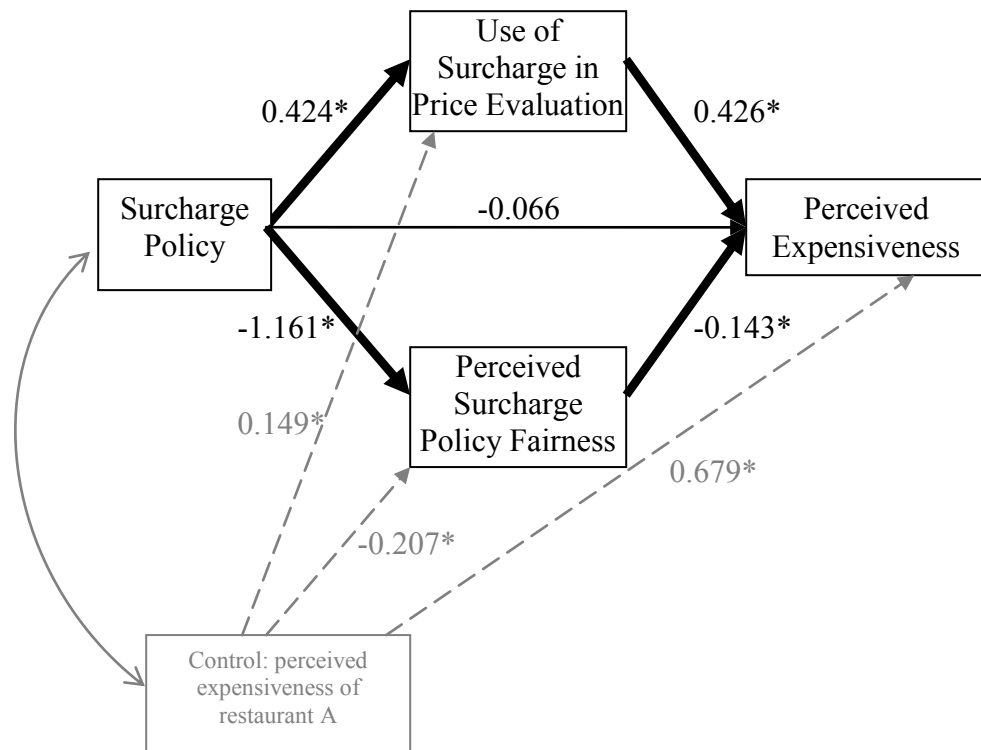 Use of
Surcharge in
Price Evaluation
0.424*
0.426*
Surcharge
Policy
-0.066
Perceived
Expensiveness
-1.161*
-0.143*
Perceived
Surcharge
Policy Fairness
0.149*
0.679*
-0.207*
Control: perceived
expensiveness of
restaurant A